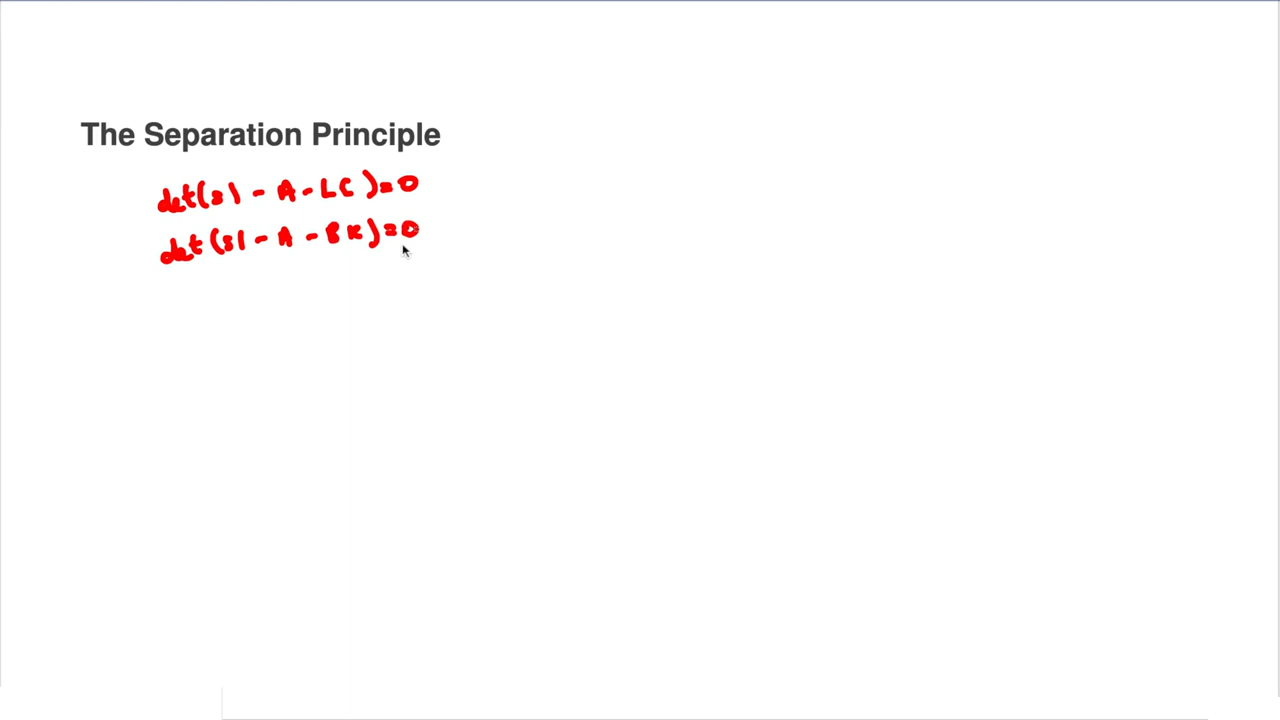 The Separation Principle
det(sI - A - LC) = 0
det(sI - A - BK) = 0